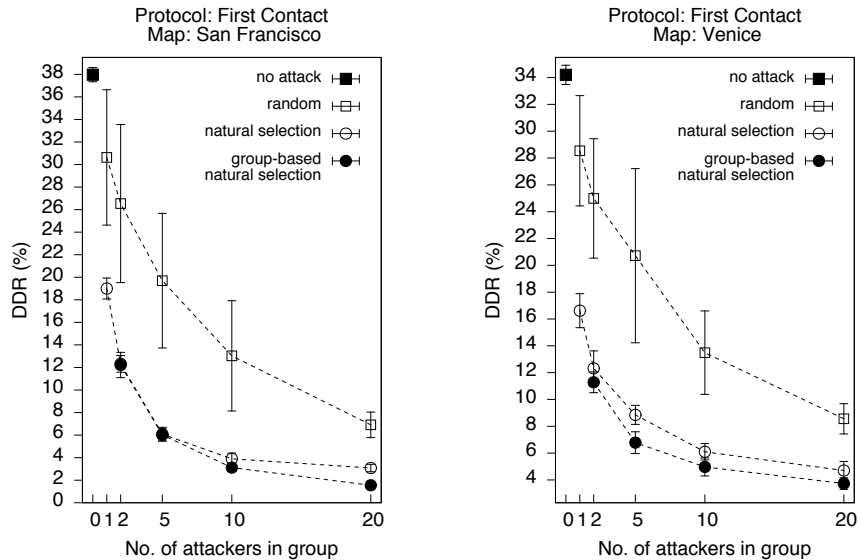 Protocol: First Contact
Map: San Francisco
38
36
34
32
30
28
26
24
22
20
18
16
14
12
10
8
6
4
2
0
DDR (%)
no attack
random
natural selection
group-based
natural selection
0 1 2 5 10 20
No. of attackers in group
Protocol: First Contact
Map: Venice
34
32
30
28
26
24
22
20
18
16
14
12
10
8
6
4
DDR (%)
no attack
random
natural selection
group-based
natural selection
0 1 2 5 10 20
No. of attackers in group